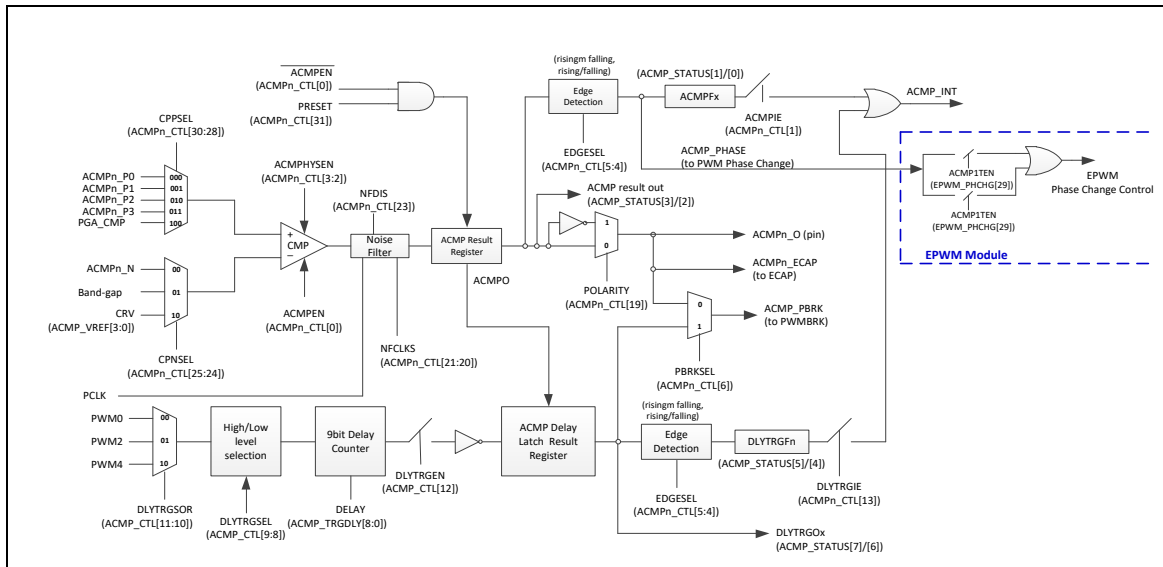 ACMPEN
(ACMPn_CTL[0])
PRESET
(ACMPn_CTL[31])
CPPSEL
(ACMPn_CTL[30:28])
ACMPn_P0
ACMPn_P1
ACMPn_P2
ACMPn_P3
PGA_CMP
000
001
010
011
100
ACMPHYSEN
(ACMPn_CTL[3:2])
+
CMP
−
ACMPn_N
Band-gap
CRV
(ACMP_VREF[3:0])
00
01
10
CPNSEL
(ACMPn_CTL[25:24])
ACMPEN
(ACMPn_CTL[0])
NFDIS
(ACMPn_CTL[23])
Noise
Filter
NFCLKS
(ACMPn_CTL[21:20])
PCLK
ACMP Result
Register
ACMPO
(risingm falling,
rising/falling)
Edge
Detection
EDGESEL
(ACMPn_CTL[5:4])
(ACMP_STATUS[1]/[0])
ACMPFx
ACMPIE
(ACMPn_CTL[1])
ACMP_INT
ACMP_PHASE
(to PWM Phase Change)
ACMP result out
(ACMP_STATUS[3]/[2])
1
0
POLARITY
(ACMPn_CTL[19])
ACMPn_O (pin)
ACMPn_ECAP
(to ECAP)
0
1
ACMP_PBRK
(to PWMBRK)
PBRKSEL
(ACMPn_CTL[6])
ACMP1TEN
(EPWM_PHCHG[29])
ACMP1TEN
(EPWM_PHCHG[29])
EPWM
Phase Change Control
EPWM Module
PWM0
PWM2
PWM4
00
01
10
DLYTRGSOR
(ACMP_CTL[11:10])
High/Low
level
selection
DLYTRGSEL
(ACMP_CTL[9:8])
9bit Delay
Counter
DELAY
(ACMP_TRGDLY[8:0])
DLYTRGEN
(ACMP_CTL[12])
ACMP Delay
Latch Result
Register
(risingm falling,
rising/falling)
Edge
Detection
EDGESEL
(ACMPn_CTL[5:4])
DLYTRGFn
(ACMP_STATUS[5]/[4])
DLYTRGIE
(ACMPn_CTL[13])
DLYTRGOx
(ACMP_STATUS[7]/[6])